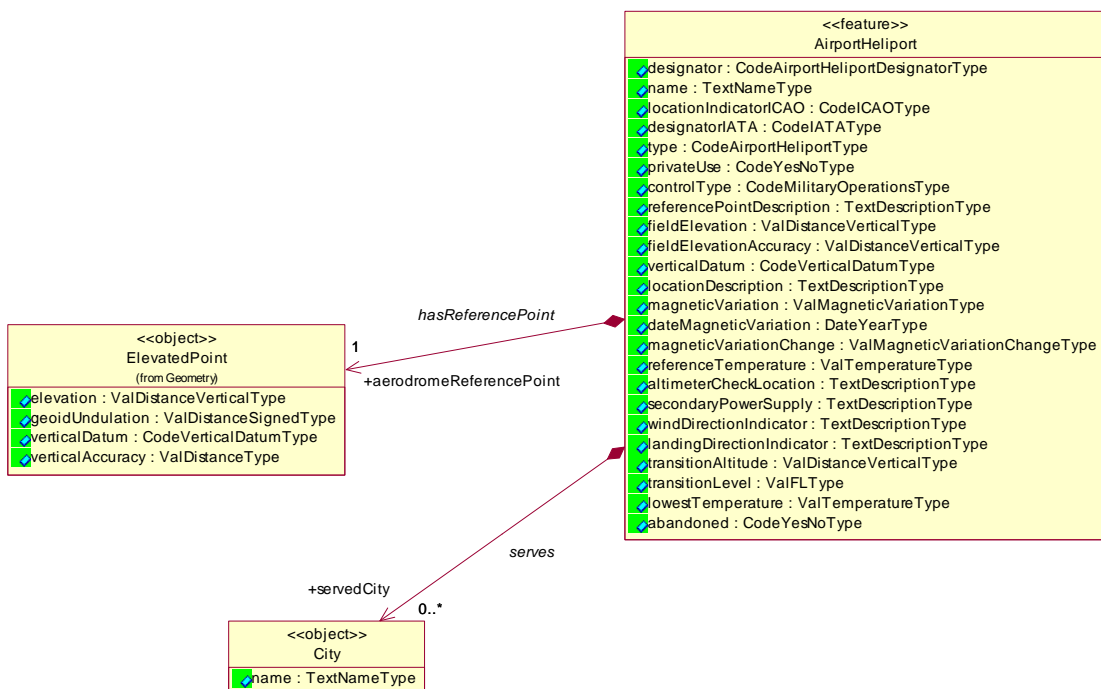 <<feature>>
AirportHeliport
designator : CodeAirportHeliportDesignatorType
name : TextNameType
locationIndicatorICAO : CodeICAOType
designatorIATA : CodeIATAType
type : CodeAirportHeliportType
privateUse : CodeYesNoType
controlType : CodeMilitaryOperationsType
referencePointDescription : TextDescriptionType
fieldElevation : ValDistanceVerticalType
fieldElevationAccuracy : ValDistanceVerticalType
verticalDatum : CodeVerticalDatumType
locationDescription : TextDescriptionType
magneticVariation : ValMagneticVariationType
dateMagneticVariation : DateYearType
magneticVariationChange : ValMagneticVariationChangeType
referenceTemperature : ValTemperatureType
altimeterCheckLocation : TextDescriptionType
secondaryPowerSupply : TextDescriptionType
windDirectionIndicator : TextDescriptionType
landingDirectionIndicator : TextDescriptionType
transitionAltitude : ValDistanceVerticalType
transitionLevel : ValFLType
lowestTemperature : ValTemperatureType
abandoned : CodeYesNoType
hasReferencePoint
1
+aerodromeReferencePoint
<<object>>
ElevatedPoint
(from Geometry)
elevation : ValDistanceVerticalType
geoidUndulation : ValDistanceSignedType
verticalDatum : CodeVerticalDatumType
verticalAccuracy : ValDistanceType
serves
+servedCity
0..*
<<object>>
City
name : TextNameType